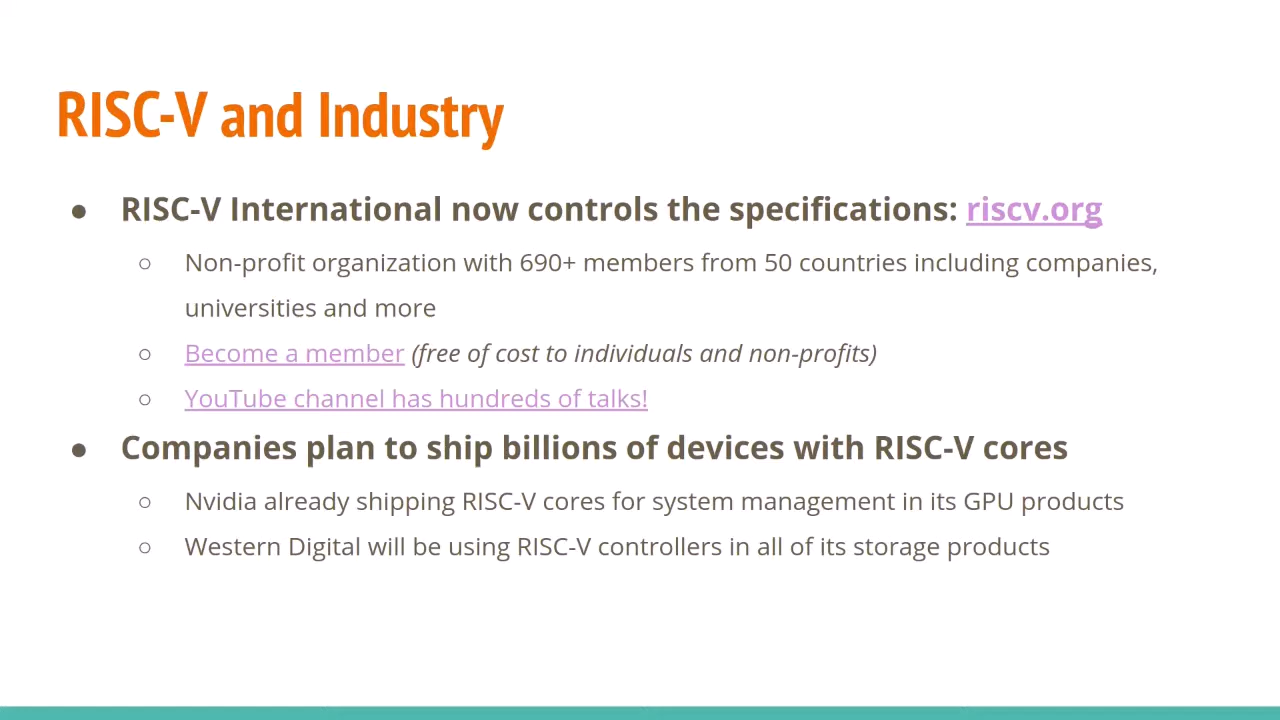 RISC-V and Industry
● RISC-V International now controls the specifications: riscv.org
○ Non-profit organization with 690+ members from 50 countries including companies,
universities and more
○ Become a member (free of cost to individuals and non-profits)
○ YouTube channel has hundreds of talks!
● Companies plan to ship billions of devices with RISC-V cores
○ Nvidia already shipping RISC-V cores for system management in its GPU products
○ Western Digital will be using RISC-V controllers in all of its storage products